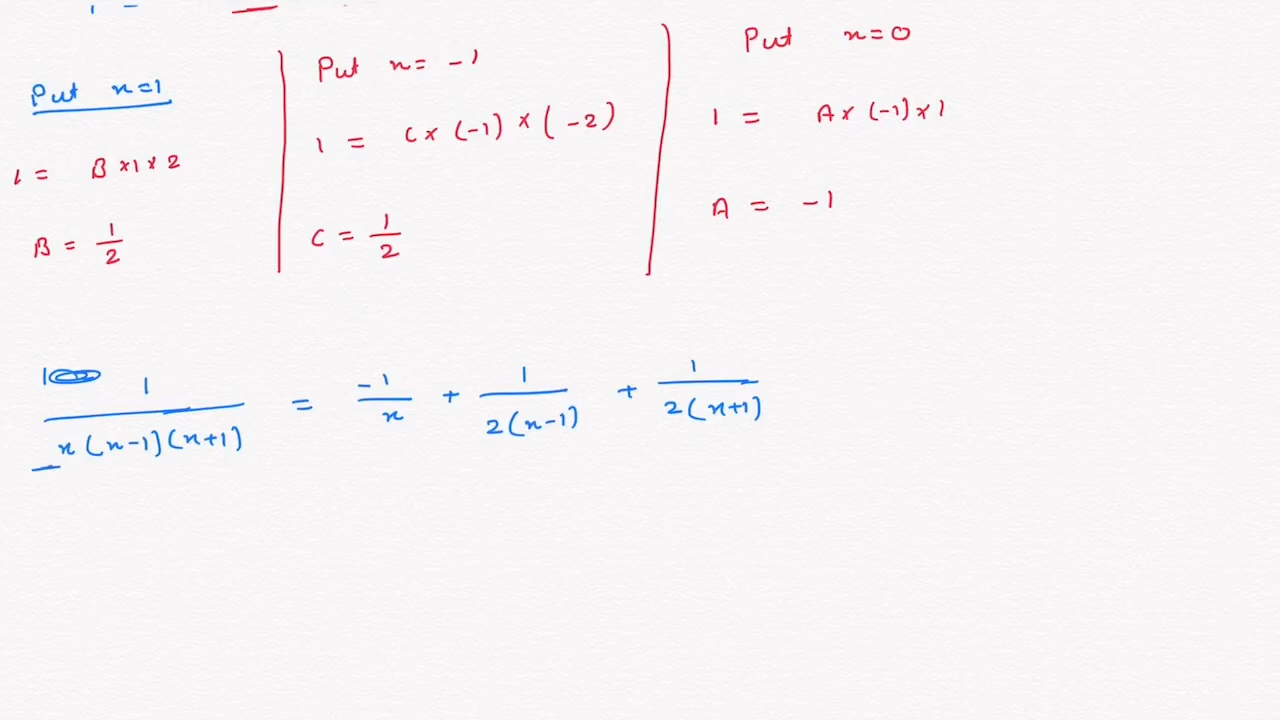 Put x=1
1 = B×1×2
B = 1/2
Put x = -1
1 = C×(-1)×(-2)
C = 1/2
Put x=0
1 = A×(-1)×1
A = -1
1/x(x-1)(x+1) = -1/x + 1/2(x-1) + 1/2(x+1)